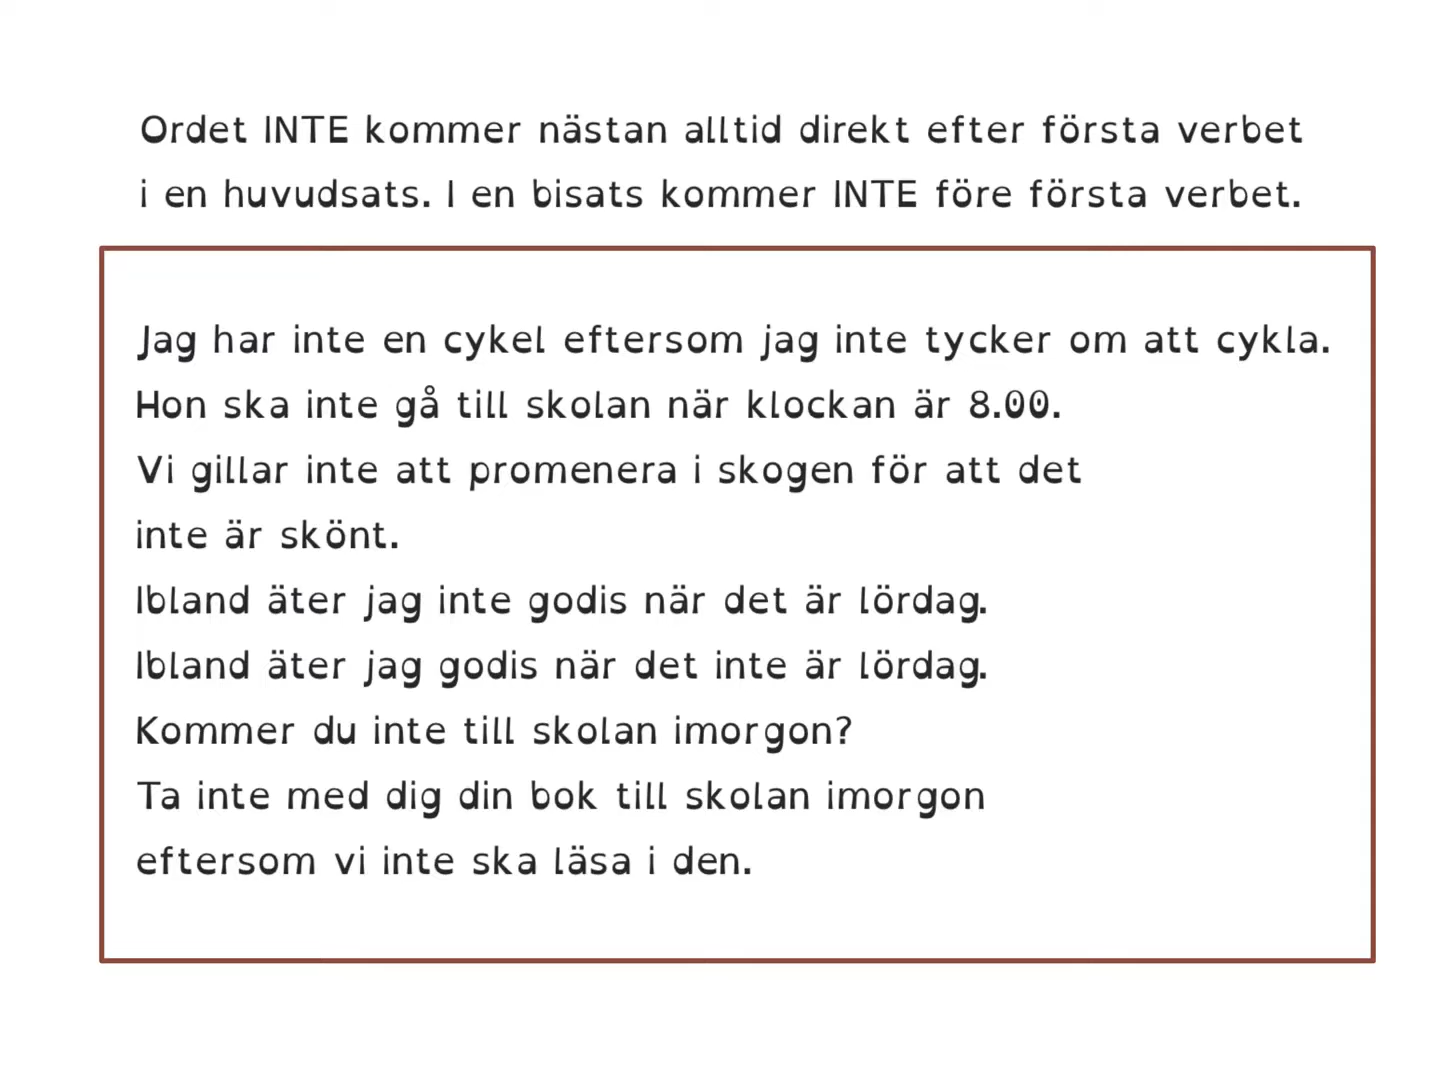 Ordet INTE kommer nästan alltid direkt efter första verbet
i en huvudsats. I en bisats kommer INTE före första verbet.
Jag har inte en cykel eftersom jag inte tycker om att cykla.
Hon ska inte gå till skolan när klockan är 8.00.
Vi gillar inte att promenera i skogen för att det
inte är skönt.
Ibland äter jag inte godis när det är lördag.
Ibland äter jag godis när det inte är lördag.
Kommer du inte till skolan imorgon?
Ta inte med dig din bok till skolan imorgon
eftersom vi inte ska läsa i den.